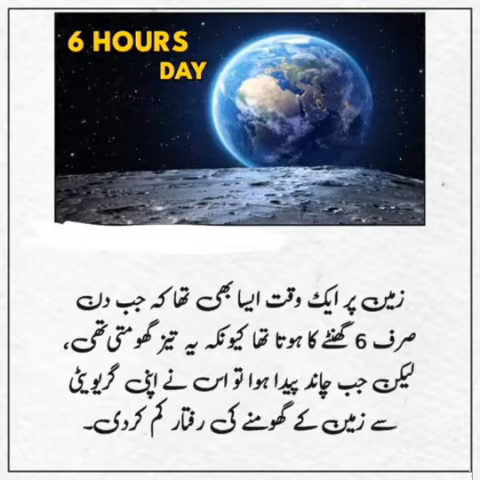 6 HOURS
DAY
زمین پر ایک وقت ایسا بھی تھا کہ جب دن
صرف 6 گھنٹے کا ہوتا تھا کیونکہ یہ تیز گھومتی تھی،
لیکن جب چاند پیدا ہوا تو اس نے اپنی گریویٹی
سے زمین کے گھومنے کی رفتار کم کردی۔